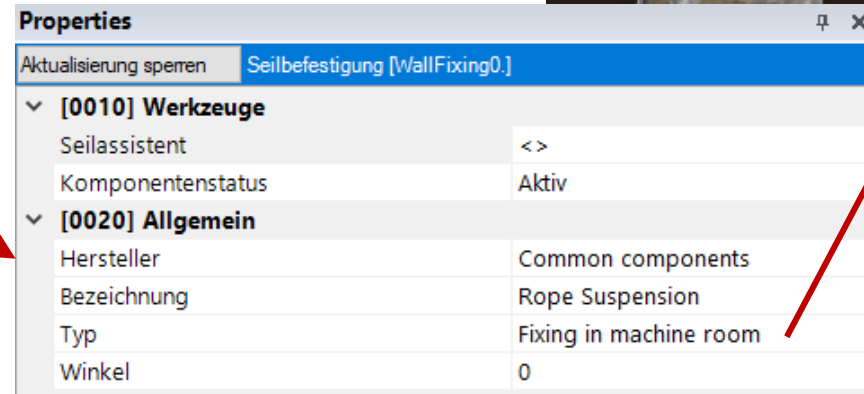 Properties
Aktualisierung sperren Seilbefestigung [WallFixing0.]
[0010] Werkzeuge
Seilassistent <>
Komponentenstatus Aktiv
[0020] Allgemein
Hersteller Common components
Bezeichnung Rope Suspension
Typ Fixing in machine room
Winkel 0